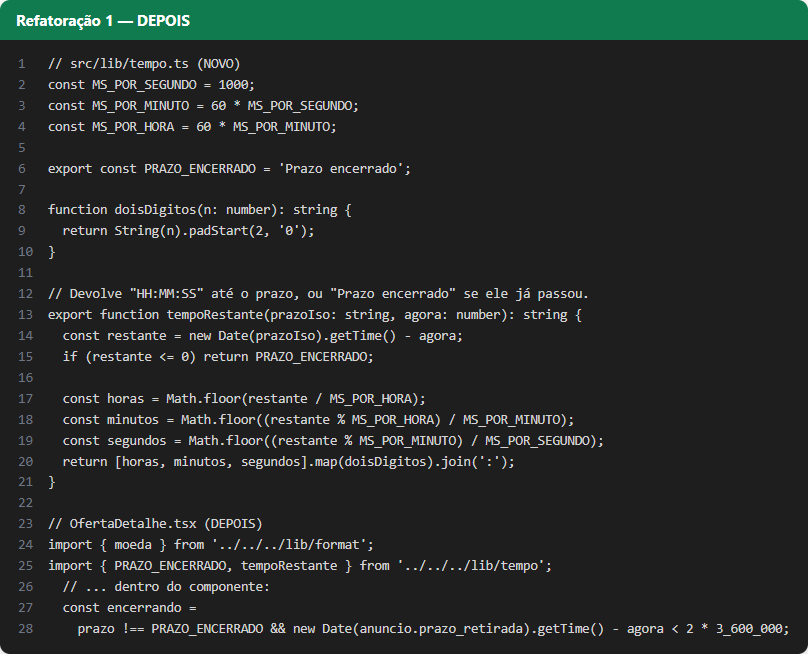 Refatoração 1 — DEPOIS
1 // src/lib/tempo.ts (NOVO)
2 const MS_POR_SEGUNDO = 1000;
3 const MS_POR_MINUTO = 60 * MS_POR_SEGUNDO;
4 const MS_POR_HORA = 60 * MS_POR_MINUTO;
5
6 export const PRAZO_ENCERRADO = 'Prazo encerrado';
7
8 function doisDigitos(n: number): string {
9   return String(n).padStart(2, '0');
10 }
11
12 // Devolve "HH:MM:SS" até o prazo, ou "Prazo encerrado" se ele já passou.
13 export function tempoRestante(prazoIso: string, agora: number): string {
14   const restante = new Date(prazoIso).getTime() - agora;
15   if (restante <= 0) return PRAZO_ENCERRADO;
16
17   const horas = Math.floor(restante / MS_POR_HORA);
18   const minutos = Math.floor((restante % MS_POR_HORA) / MS_POR_MINUTO);
19   const segundos = Math.floor((restante % MS_POR_MINUTO) / MS_POR_SEGUNDO);
20   return [horas, minutos, segundos].map(doisDigitos).join(':');
21 }
22
23 // OfertaDetalhe.tsx (DEPOIS)
24 import { moeda } from '../../../lib/format';
25 import { PRAZO_ENCERRADO, tempoRestante } from '../../../lib/tempo';
26   // ... dentro do componente:
27   const encerrando =
28     prazo !== PRAZO_ENCERRADO && new Date(anuncio.prazo_retirada).getTime() - agora < 2 * 3_600_000;